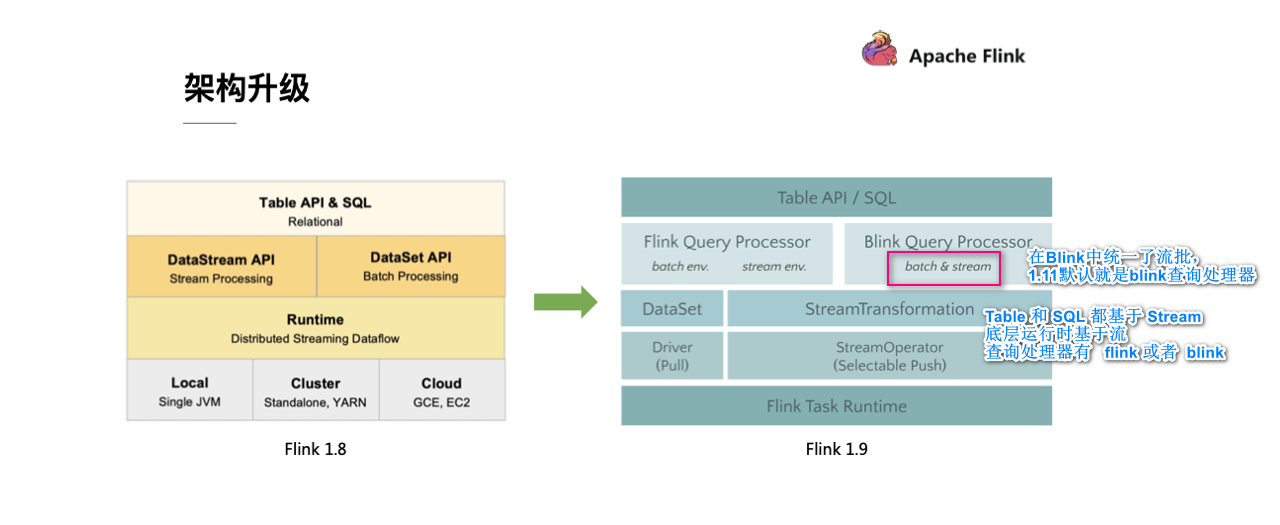 Apache Flink
架构升级
Table API & SQL
Relational
DataStream API
Stream Processing
DataSet API
Batch Processing
Runtime
Distributed Streaming Dataflow
Local
Single JVM
Cluster
Standalone, YARN
Cloud
GCE, EC2
Flink 1.8
Table API / SQL
Flink Query Processor
batch env.
stream env.
Blink Query Processor
batch & stream
在Blink中统一了流批，
1.11默认就是blink查询处理器
DataSet
StreamTransformation
Table 和 SQL 都基于 Stream
底层运行时基于流
查询处理器有 flink 或者 blink
Driver
(Pull)
StreamOperator
(Selectable Push)
Flink Task Runtime
Flink 1.9